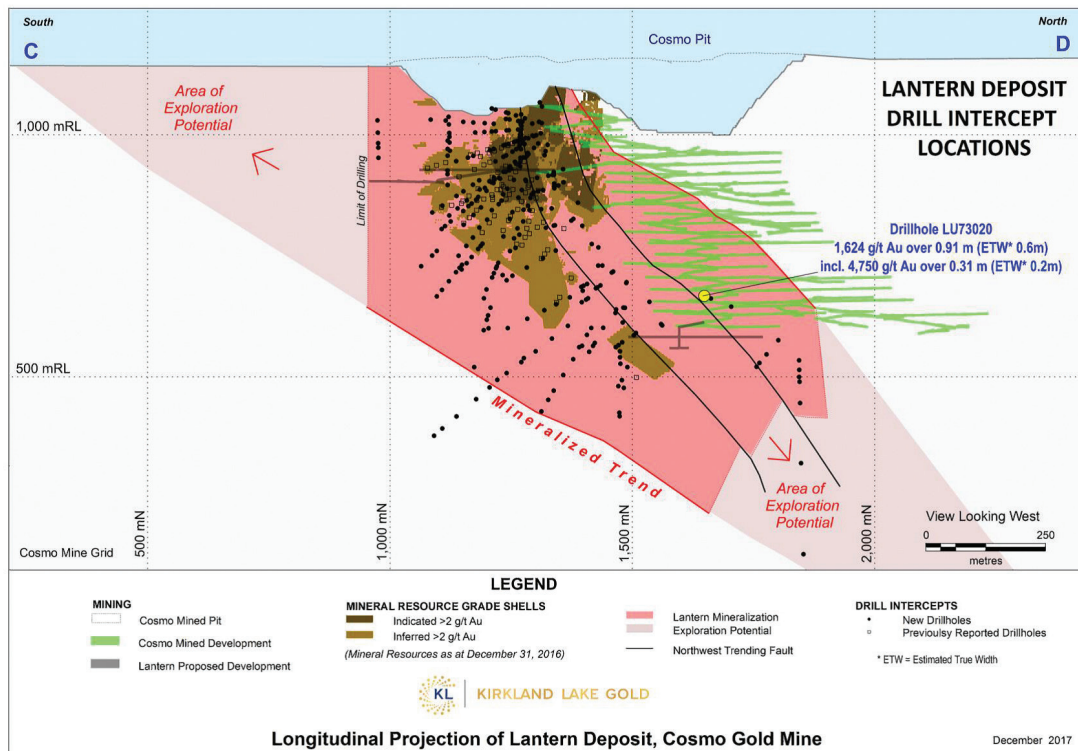 South
North
C
Cosmo Pit
D
LANTERN DEPOSIT
DRILL INTERCEPT
LOCATIONS
Area of
Exploration
Potential
1,000 mRL
Limit of Drilling
Drillhole LU73020
1,624 g/t Au over 0.91 m (ETW* 0.6m)
incl. 4,750 g/t Au over 0.31 m (ETW* 0.2m)
500 mRL
Mineralized Trend
Area of
Exploration
Potential
500 mN
1,000 mN
1,500 mN
2,000 mN
View Looking West
0 250
metres
Cosmo Mine Grid
LEGEND
MINING
Cosmo Mined Pit
Cosmo Mined Development
Lantern Proposed Development
MINERAL RESOURCE GRADE SHELLS
Indicated >2 g/t Au
Inferred >2 g/t Au
(Mineral Resources as at December 31, 2016)
Lantern Mineralization
Exploration Potential
Northwest Trending Fault
DRILL INTERCEPTS
New Drillholes
Previoulsy Reported Drillholes
* ETW = Estimated True Width
KL KIRKLAND LAKE GOLD
Longitudinal Projection of Lantern Deposit, Cosmo Gold Mine
December 2017